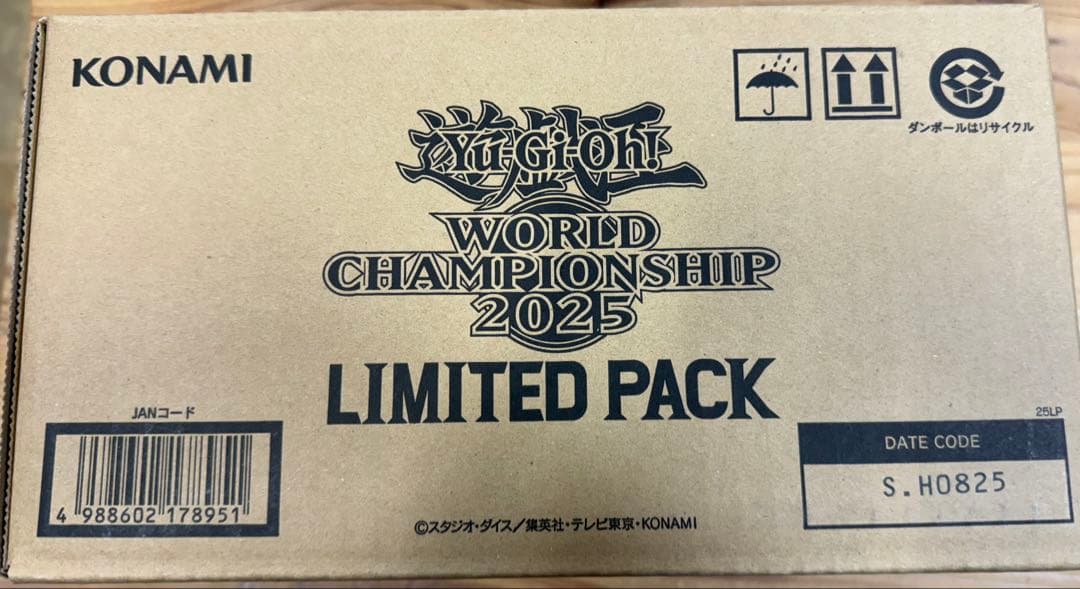 KONAMI
ダンボールはリサイクル
遊戯王
Yu-Gi-Oh!
WORLD
CHAMPIONSHIP
2025
LIMITED PACK
JANコード
4 988602 178951
25LP
DATE CODE
S.H0825
©スタジオ・ダイス/集英社・テレビ東京・KONAMI